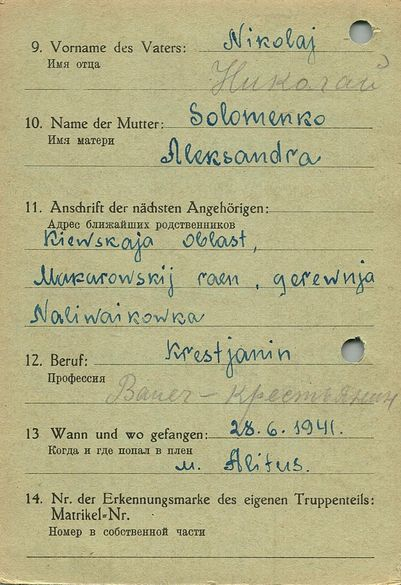 9. Vorname des Vaters: Nikolaj
Имя отца
Николай
10. Name der Mutter: Solomenko
Имя матери
Aleksandra
11. Anschrift der nächsten Angehörigen:
Адрес ближайших родственников
Kiewskaja oblast,
Makarowskij raen, gerewnja
Naliwaikowka
12. Beruf: Krestjanin
Профессия
Bauer - крестьянин
13 Wann und wo gefangen: 28.6.1941.
Когда и где попал в плен
м. Alitus.
14. Nr. der Erkennungsmarke des eigenen Truppenteils:
Matrikel-Nr.
Номер в собственной части